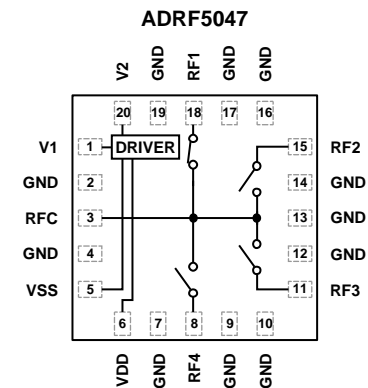 ADRF5047
V2
GND
RF1
GND
GND
20
19
18
17
16
V1
1
DRIVER
15
RF2
GND
2
14
GND
RFC
3
13
GND
GND
4
12
GND
VSS
5
11
RF3
6
7
8
9
10
VDD
GND
RF4
GND
GND